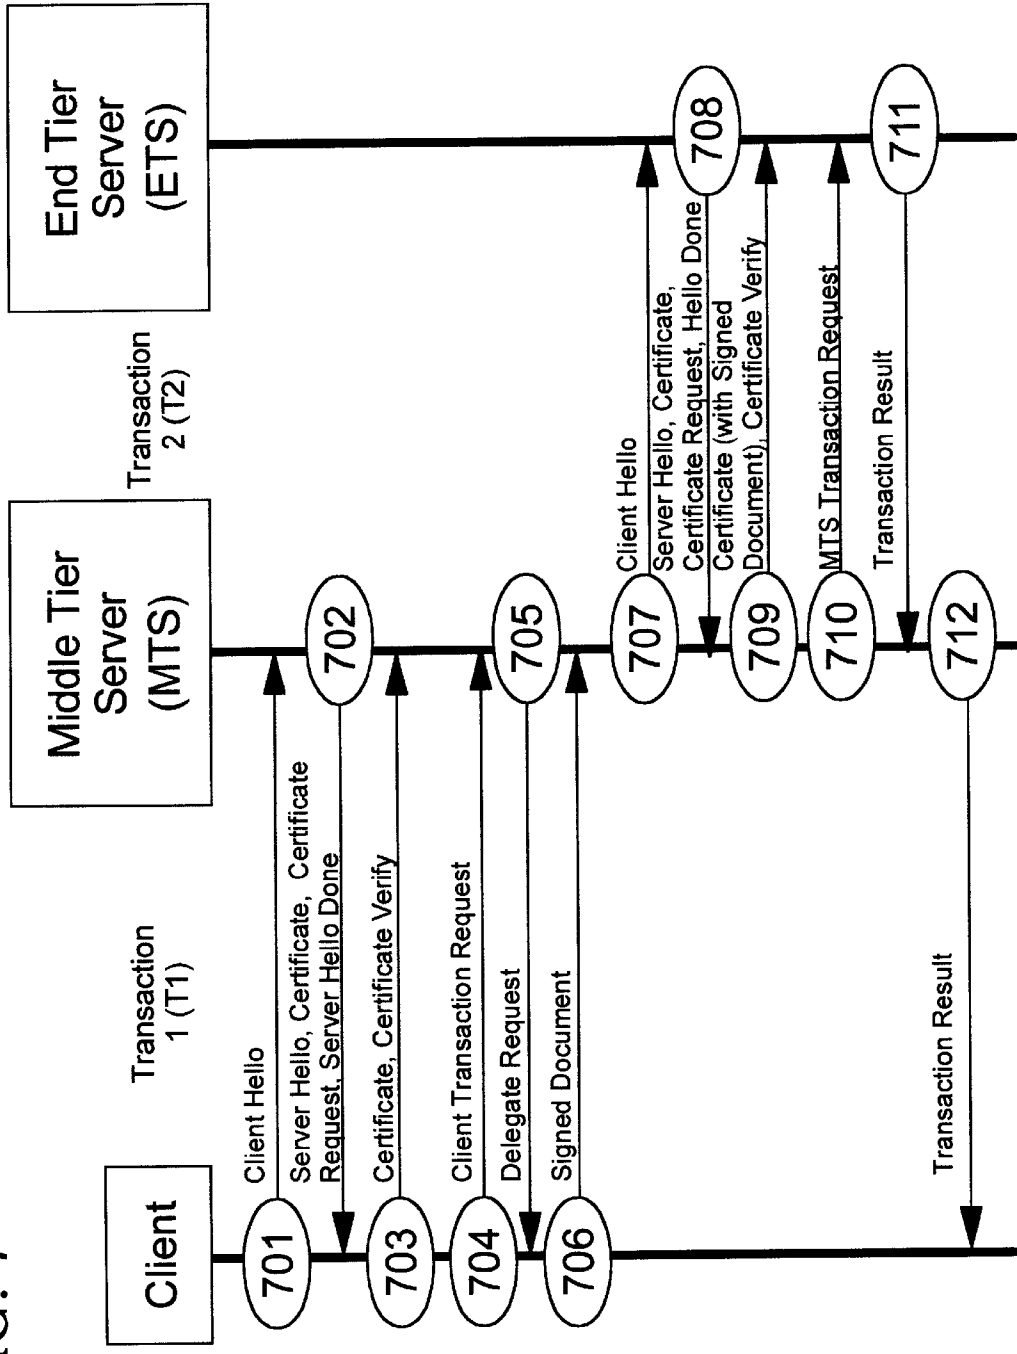 Client
Middle Tier
Server
(MTS)
End Tier
Server
(ETS)
Transaction
1 (T1)
Transaction
2 (T2)
701
Client Hello
702
Server Hello, Certificate, Certificate
Request, Server Hello Done
703
Certificate, Certificate Verify
704
Client Transaction Request
705
Delegate Request
706
Signed Document
707
Client Hello
708
Server Hello, Certificate,
Certificate Request, Hello Done
709
Certificate (with Signed
Document), Certificate Verify
710
MTS Transaction Request
711
Transaction Result
712
Transaction Result